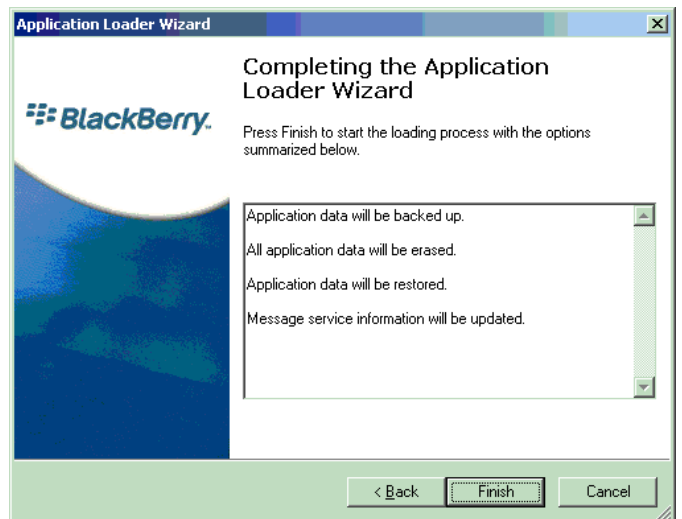 Application Loader Wizard
Completing the Application
Loader Wizard
BlackBerry.
Press Finish to start the loading process with the options
summarized below.
Application data will be backed up.
All application data will be erased.
Application data will be restored.
Message service information will be updated.
< Back
Finish
Cancel